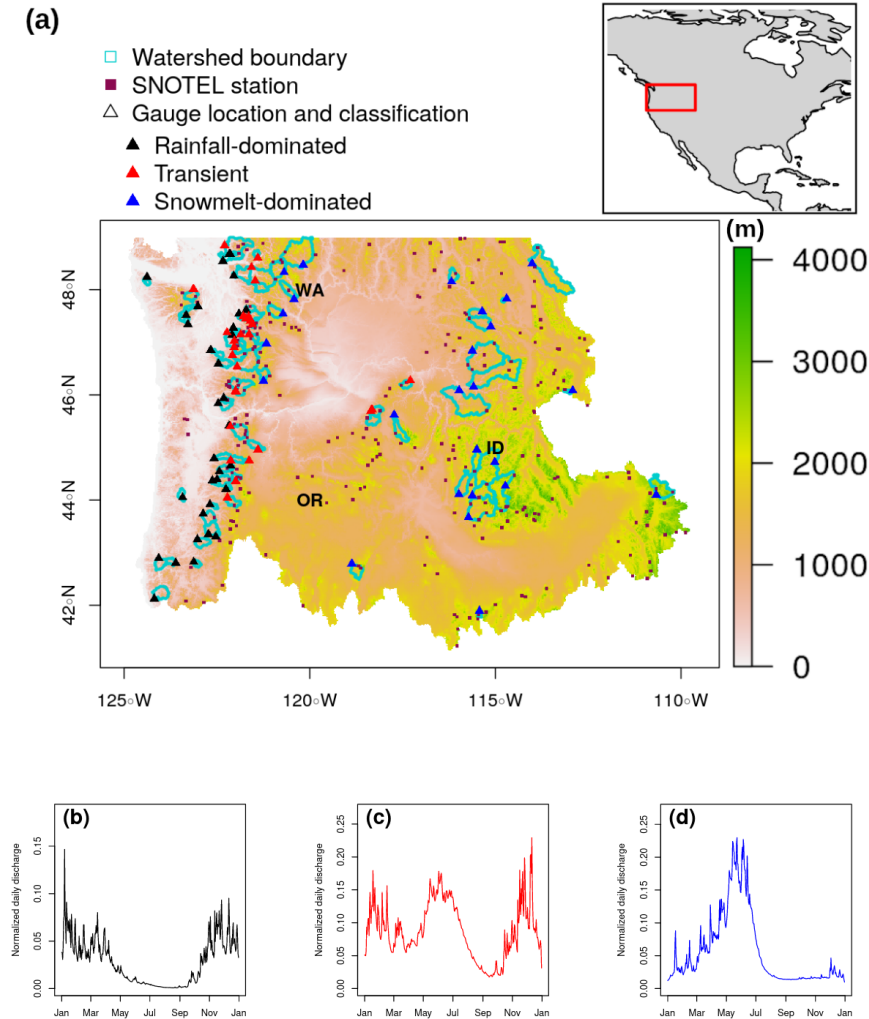 (a)
Watershed boundary
SNOTEL station
Gauge location and classification
Rainfall-dominated
Transient
Snowmelt-dominated
(m)
4000
3000
2000
1000
0
48○N
46○N
44○N
42○N
WA
ID
OR
125○W
120○W
115○W
110○W
(b)
Normalized daily discharge
0.15
0.10
0.05
0.00
Jan Mar May Jul Sep Nov Jan
(c)
Normalized daily discharge
0.25
0.20
0.15
0.10
0.05
0.00
Jan Mar May Jul Sep Nov Jan
(d)
Normalized daily discharge
0.25
0.20
0.15
0.10
0.05
0.00
Jan Mar May Jul Sep Nov Jan